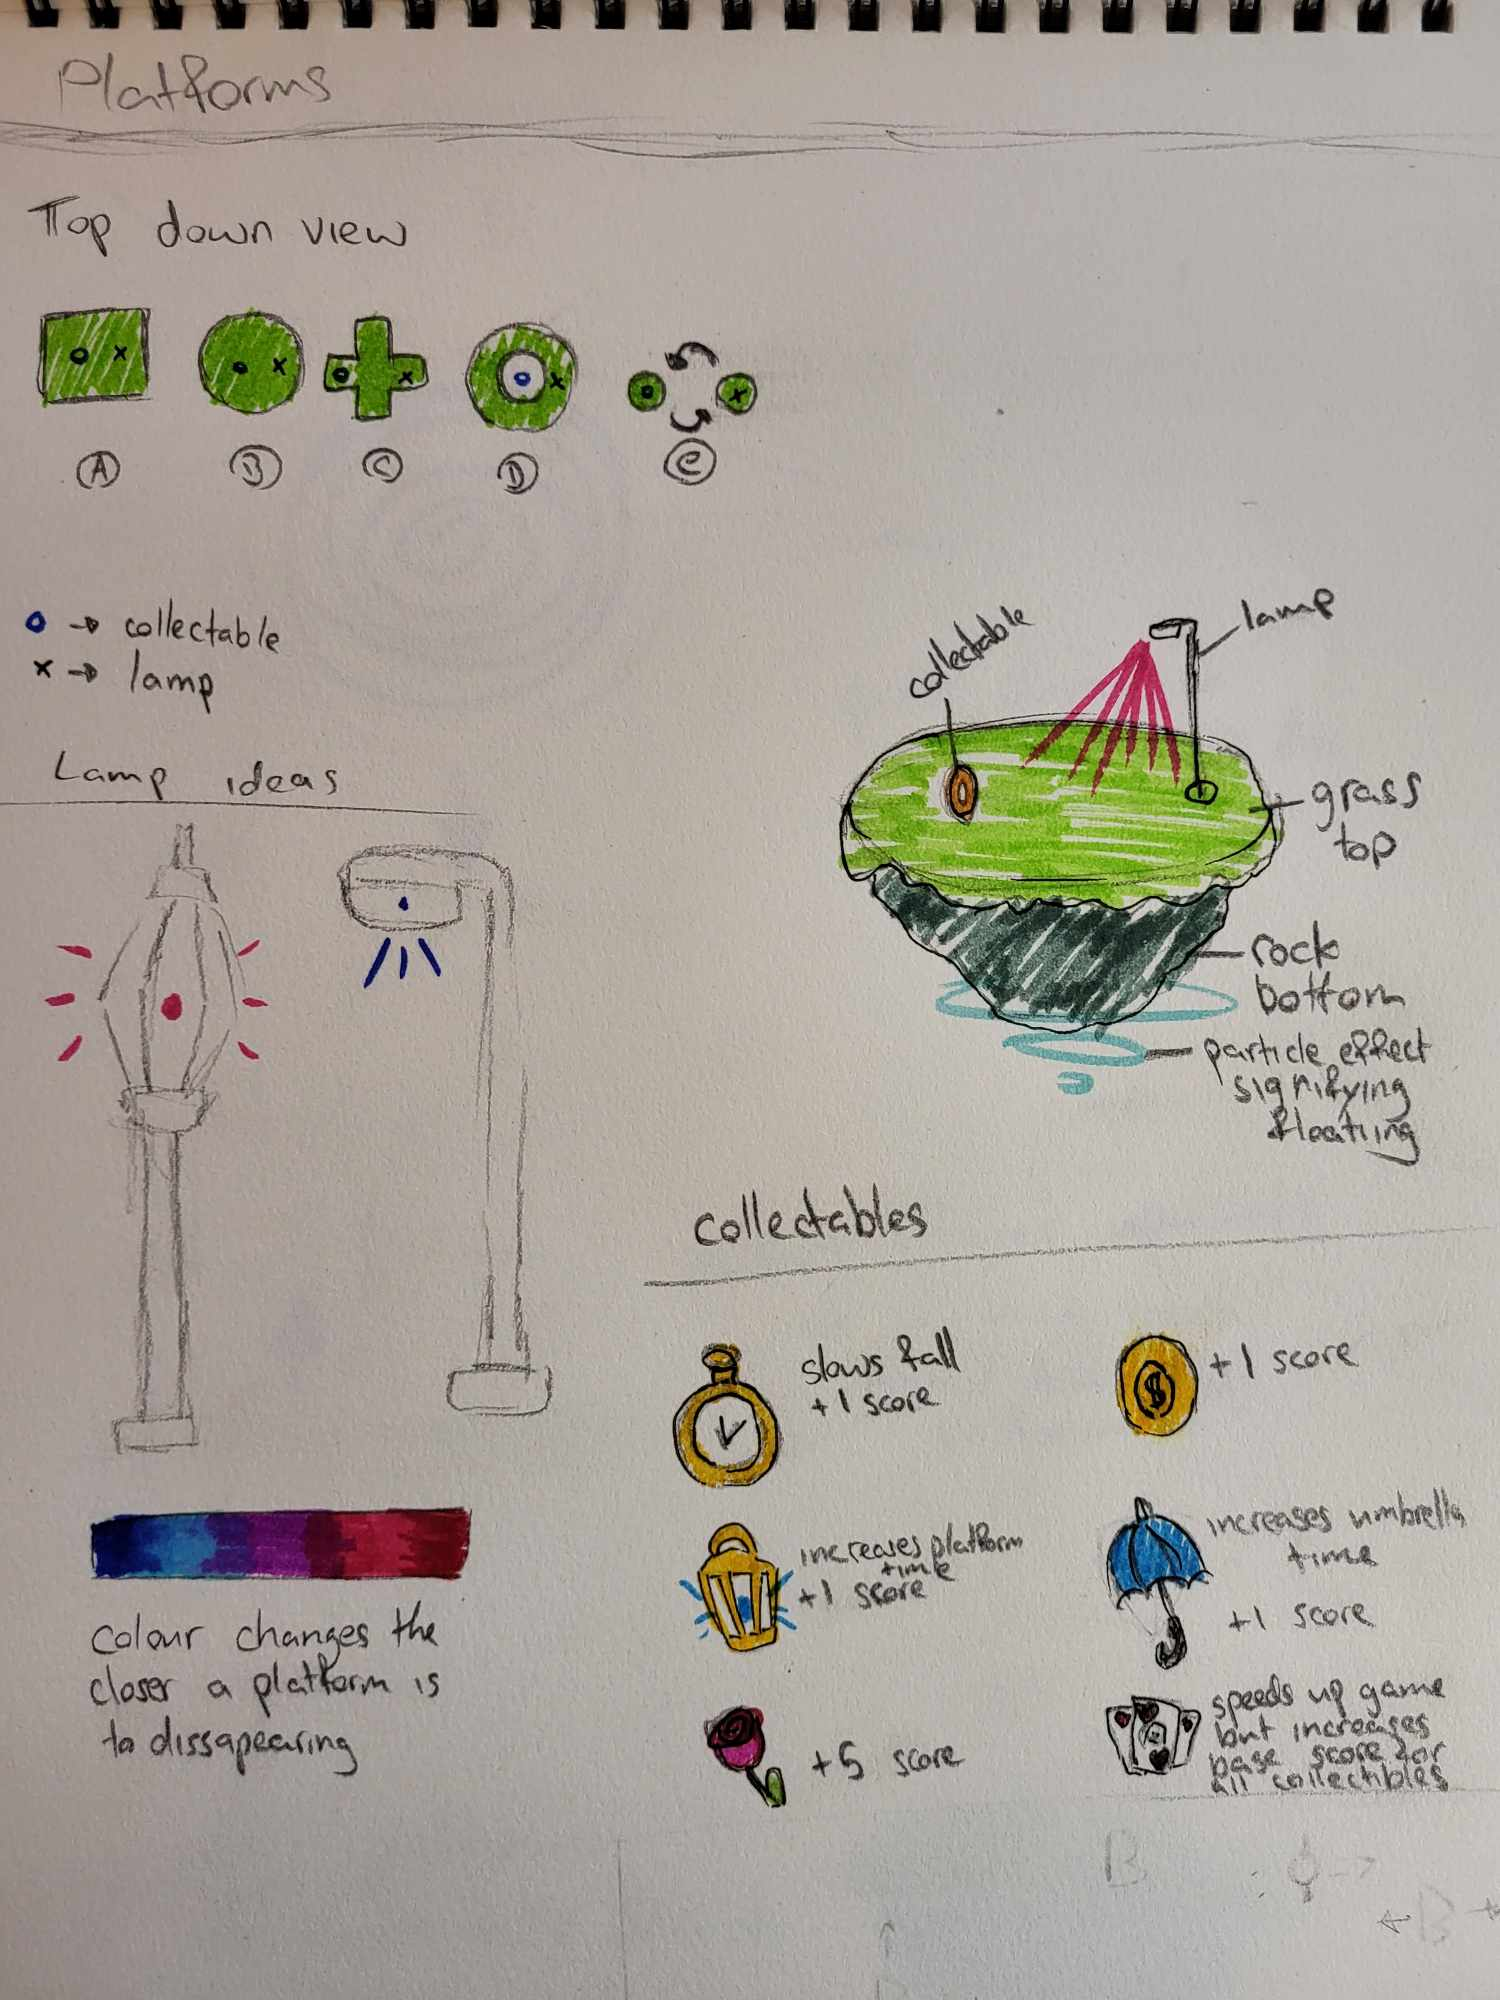 Platforms
Top down view
A B C D e
o → collectable
x → lamp
collectable
lamp
grass
top
rock
bottom
particle effect
signifying
floating
Lamp ideas
colour changes the
closer a platform is
to dissapearing
collectables
slows fall
+1 score
$
+1 score
increases platform
time
+1 score
increases umbrella
time
+1 score
+5 score
speeds up game
but increases
base score for
all collectibles
B
B